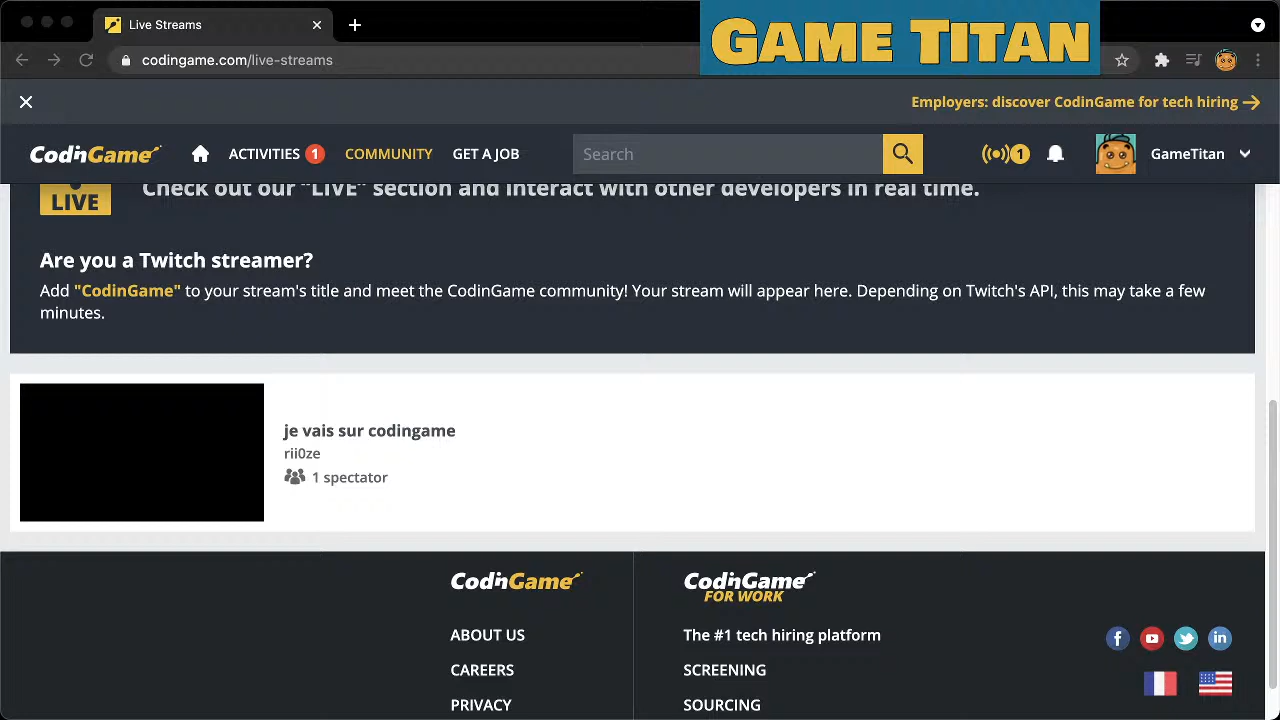 Live Streams
GAME TITAN
codingame.com/live-streams
Employers: discover CodinGame for tech hiring
CodinGame
ACTIVITIES 1
COMMUNITY
GET A JOB
Search
1
GameTitan
LIVE
Check out our "LIVE" section and interact with other developers in real time.
Are you a Twitch streamer?
Add "CodinGame" to your stream's title and meet the CodinGame community! Your stream will appear here. Depending on Twitch's API, this may take a few
minutes.
je vais sur codingame
rii0ze
1 spectator
CodinGame
ABOUT US
CAREERS
PRIVACY
CodinGame
FOR WORK
The #1 tech hiring platform
SCREENING
SOURCING